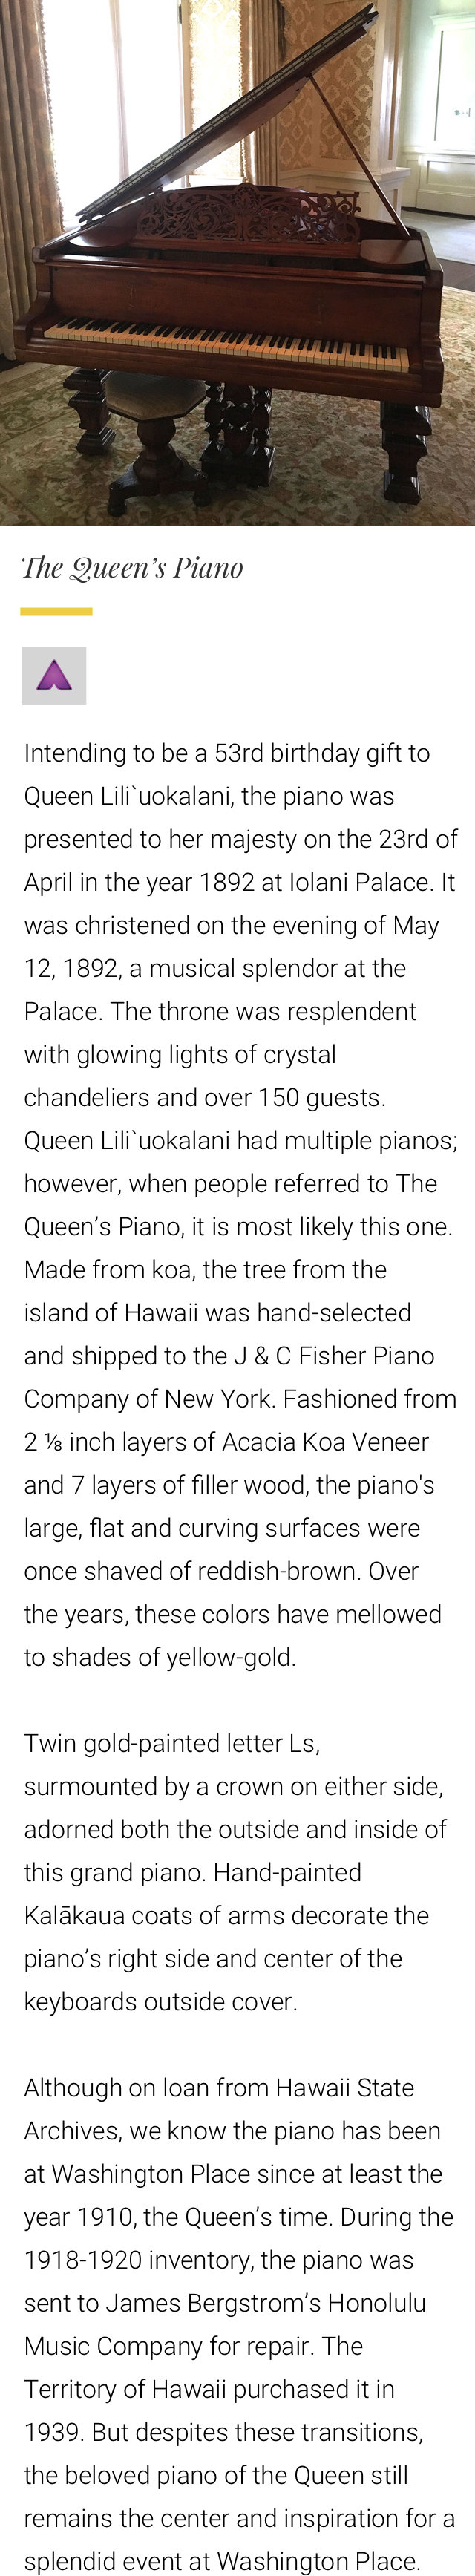 The Queen's Piano
Intending to be a 53rd birthday gift to
Queen Lili`uokalani, the piano was
presented to her majesty on the 23rd of
April in the year 1892 at Iolani Palace. It
was christened on the evening of May
12, 1892, a musical splendor at the
Palace. The throne was resplendent
with glowing lights of crystal
chandeliers and over 150 guests.
Queen Lili`uokalani had multiple pianos;
however, when people referred to The
Queen’s Piano, it is most likely this one.
Made from koa, the tree from the
island of Hawaii was hand-selected
and shipped to the J & C Fisher Piano
Company of New York. Fashioned from
2 ⅛ inch layers of Acacia Koa Veneer
and 7 layers of filler wood, the piano's
large, flat and curving surfaces were
once shaved of reddish-brown. Over
the years, these colors have mellowed
to shades of yellow-gold.
Twin gold-painted letter Ls,
surmounted by a crown on either side,
adorned both the outside and inside of
this grand piano. Hand-painted
Kalākaua coats of arms decorate the
piano’s right side and center of the
keyboards outside cover.
Although on loan from Hawaii State
Archives, we know the piano has been
at Washington Place since at least the
year 1910, the Queen’s time. During the
1918-1920 inventory, the piano was
sent to James Bergstrom’s Honolulu
Music Company for repair. The
Territory of Hawaii purchased it in
1939. But despites these transitions,
the beloved piano of the Queen still
remains the center and inspiration for a
splendid event at Washington Place.